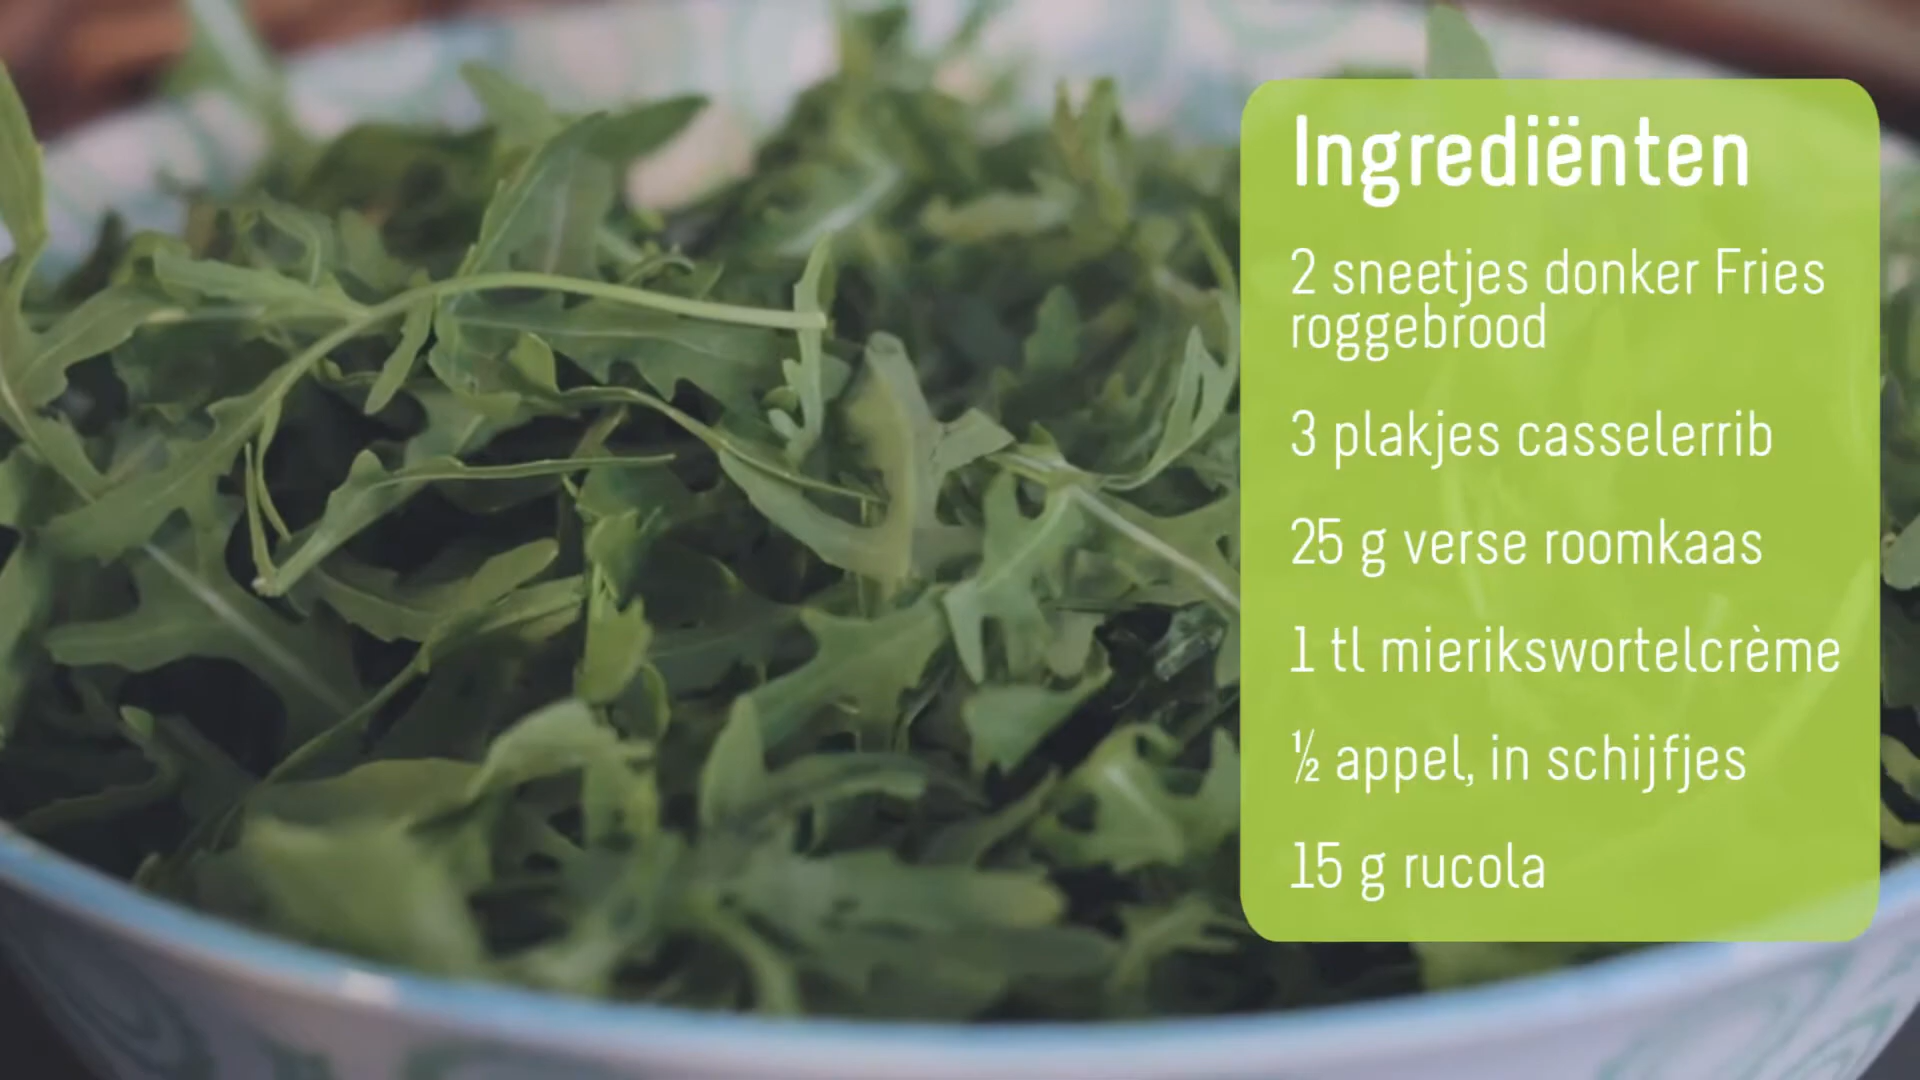 Ingrediënten
2 sneetjes donker Fries
roggebrood
3 plakjes casselerrib
25 g verse roomkaas
1 tl mierikswortelcrème
½ appel, in schijfjes
15 g rucola